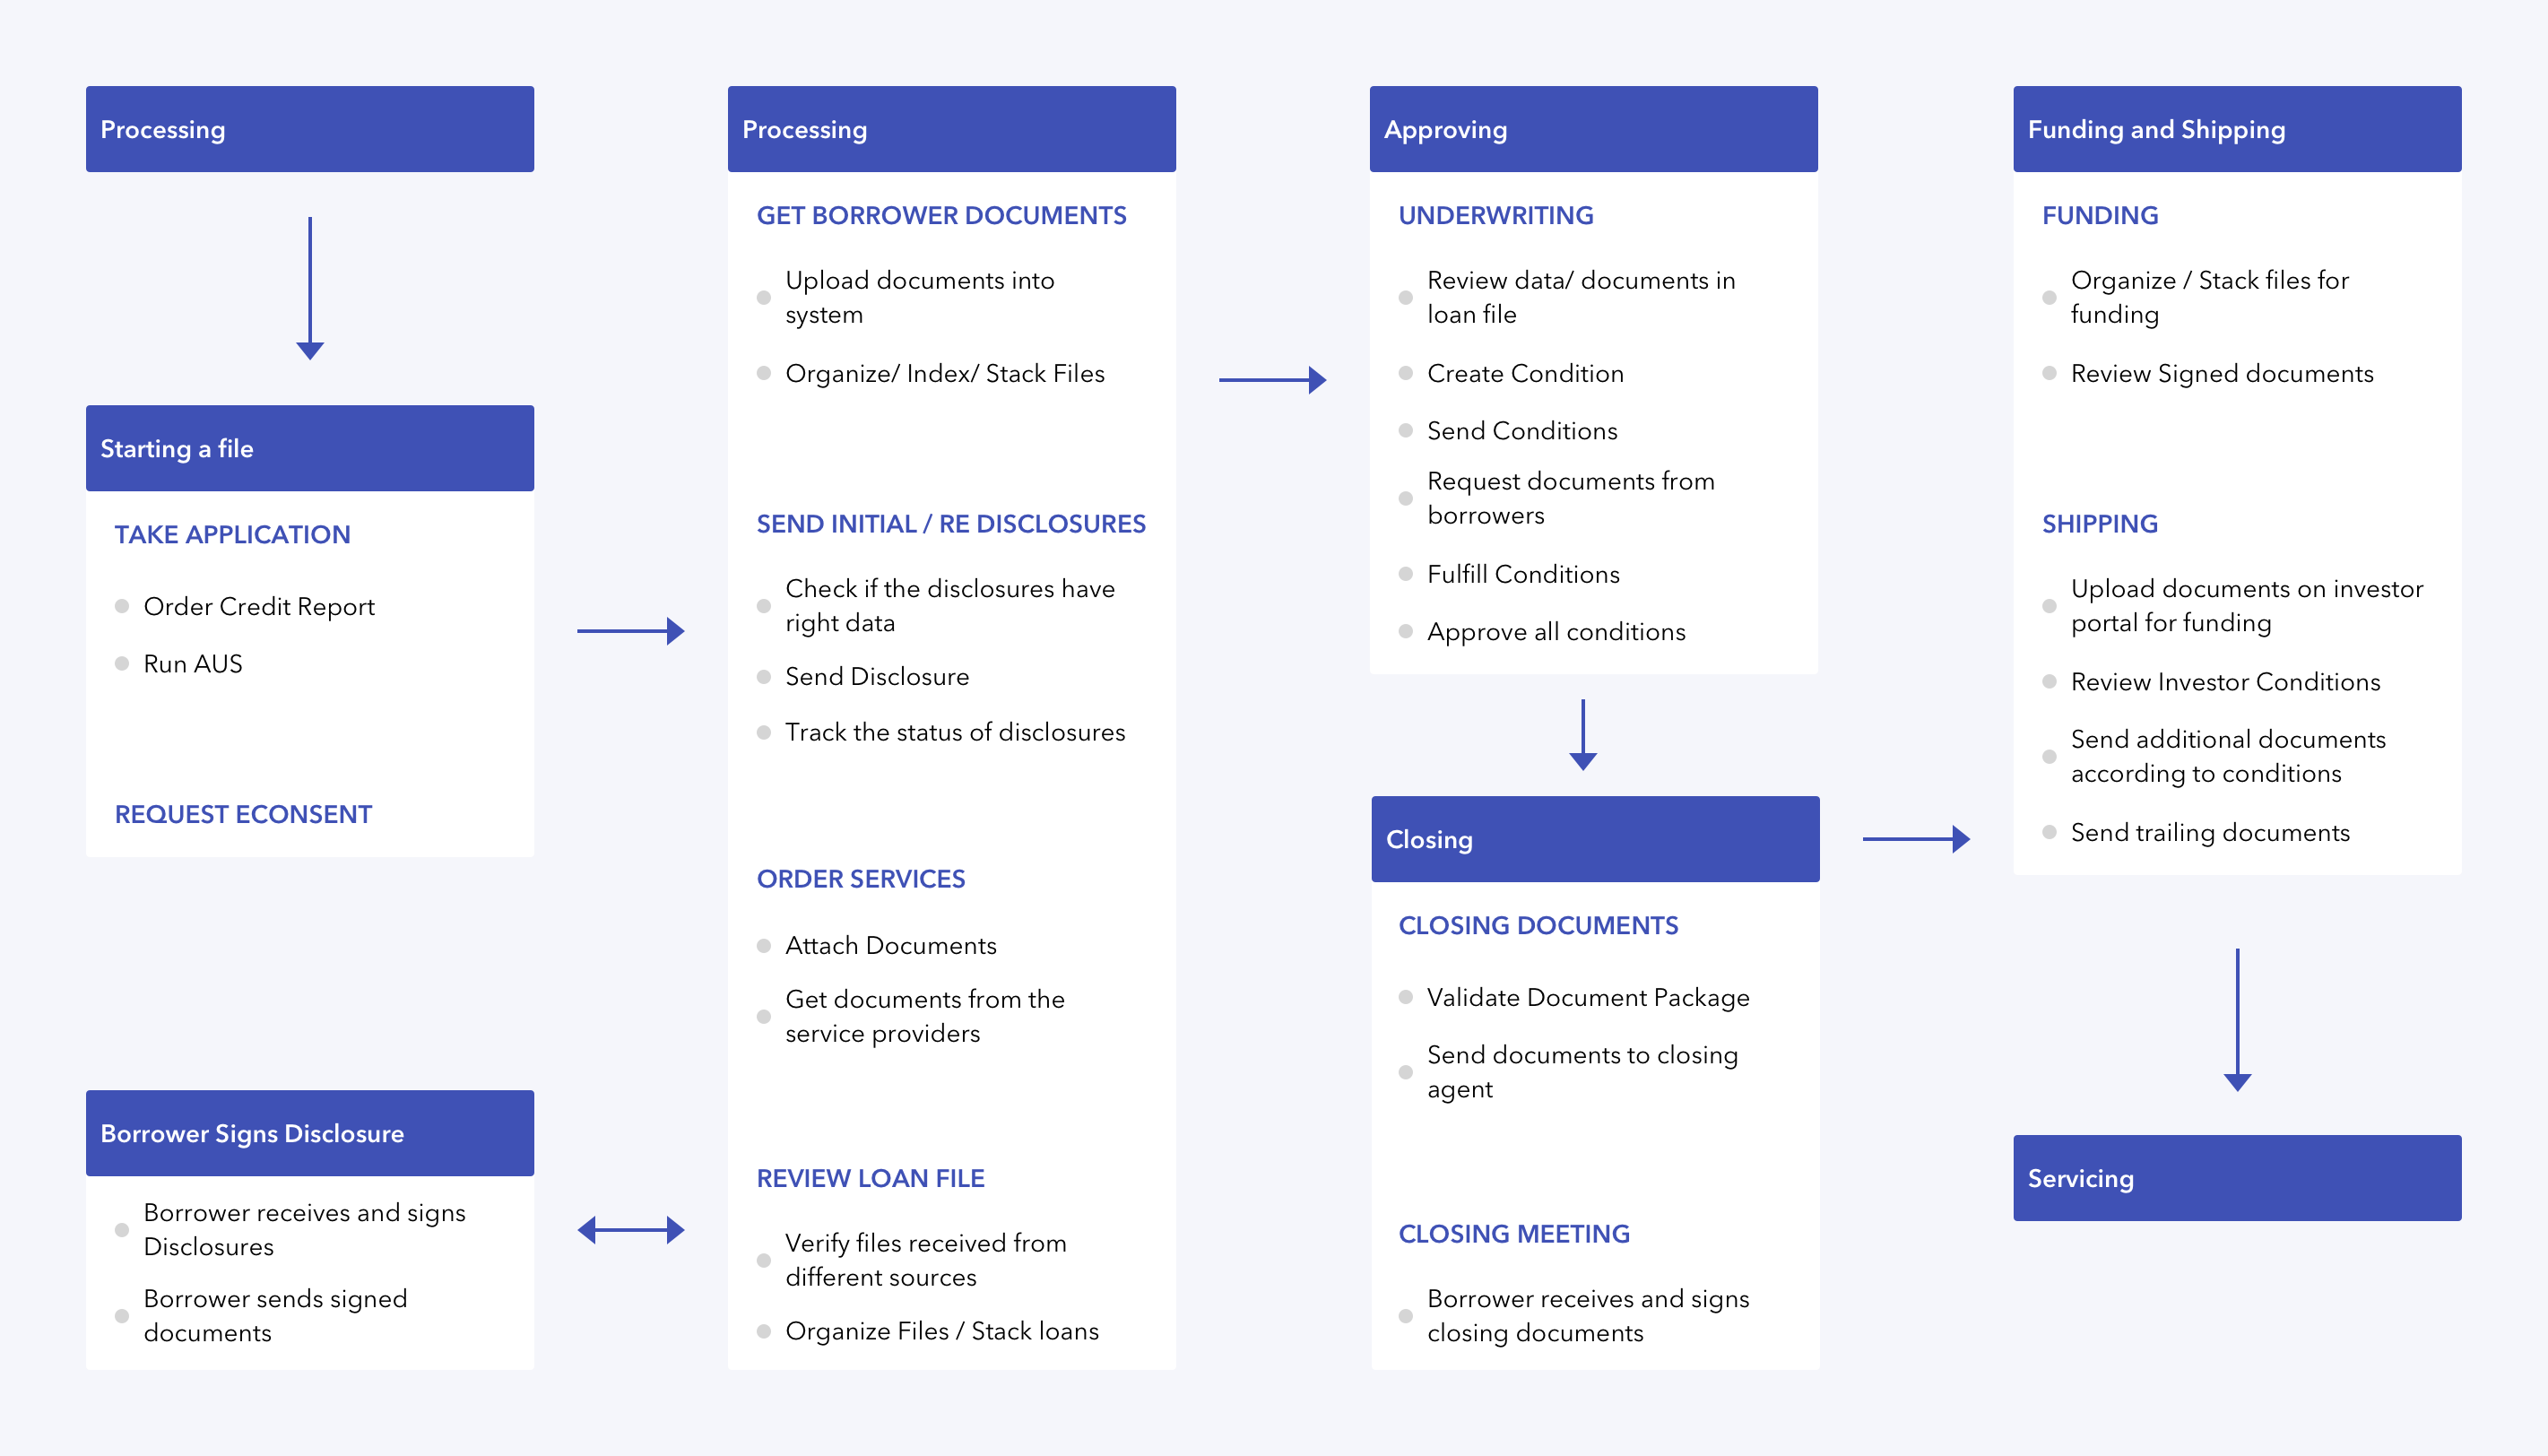 Processing
Starting a file
TAKE APPLICATION
Order Credit Report
Run AUS
REQUEST ECONSENT
Borrower Signs Disclosure
Borrower receives and signs
Disclosures
Borrower sends signed
documents
Processing
GET BORROWER DOCUMENTS
Upload documents into
system
Organize/ Index/ Stack Files
SEND INITIAL / RE DISCLOSURES
Check if the disclosures have
right data
Send Disclosure
Track the status of disclosures
ORDER SERVICES
Attach Documents
Get documents from the
service providers
REVIEW LOAN FILE
Verify files received from
different sources
Organize Files / Stack loans
Approving
UNDERWRITING
Review data/ documents in
loan file
Create Condition
Send Conditions
Request documents from
borrowers
Fulfill Conditions
Approve all conditions
Closing
CLOSING DOCUMENTS
Validate Document Package
Send documents to closing
agent
CLOSING MEETING
Borrower receives and signs
closing documents
Funding and Shipping
FUNDING
Organize / Stack files for
funding
Review Signed documents
SHIPPING
Upload documents on investor
portal for funding
Review Investor Conditions
Send additional documents
according to conditions
Send trailing documents
Servicing